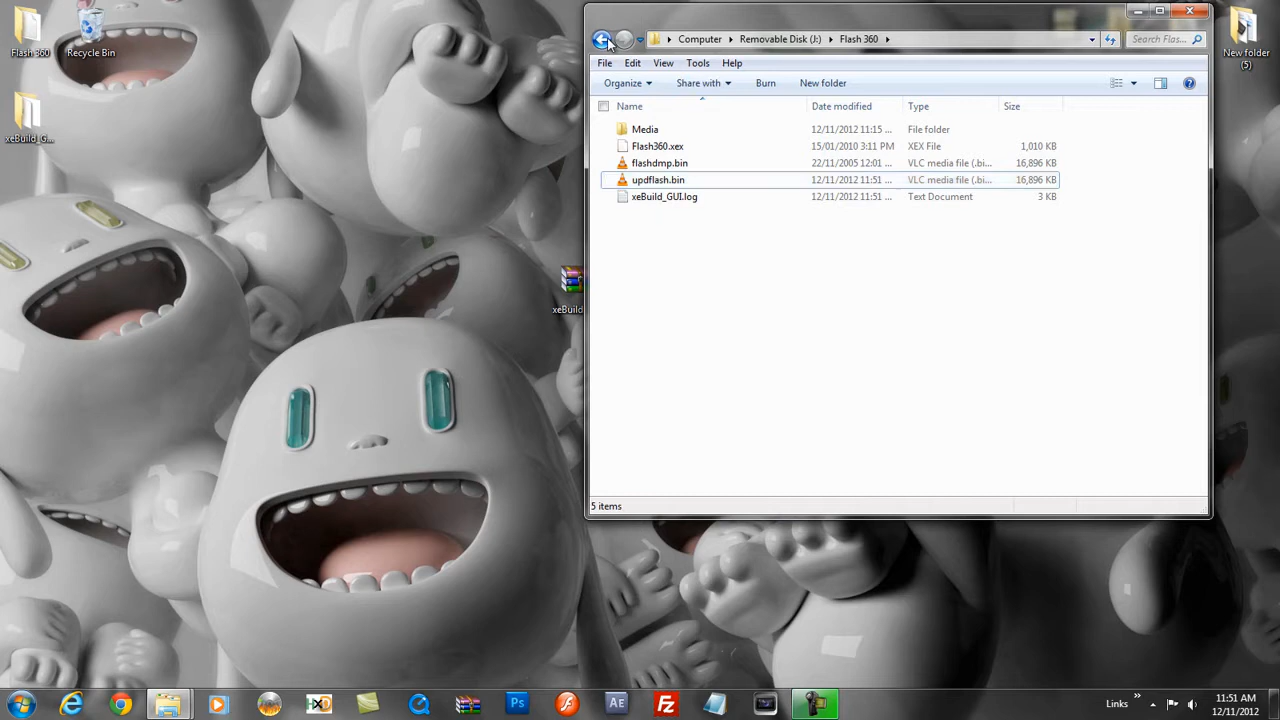 Flash 360
Recycle Bin
xeBuild_G...
xeBuild
New folder
(5)
Computer
Removable Disk (J:)
Flash 360
Search Flas...
File
Edit
View
Tools
Help
Organize
Share with
Burn
New folder
Name
Date modified
Type
Size
Media
12/11/2012 11:15 ...
File folder
Flash360.xex
15/01/2010 3:11 PM
XEX File
1,010 KB
flashdmp.bin
22/11/2005 12:01 ...
VLC media file (.bi...
16,896 KB
updflash.bin
12/11/2012 11:51 ...
VLC media file (.bi...
16,896 KB
xeBuild_GUI.log
12/11/2012 11:51 ...
Text Document
3 KB
5 items
HXD
Ps
Ae
Fz
Links
11:51 AM
12/11/2012